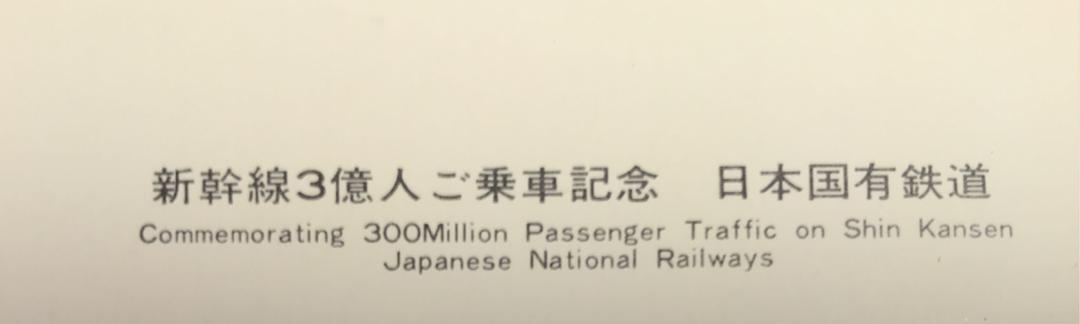 新幹線3億人ご乗車記念　日本国有鉄道
Commemorating 300Million Passenger Traffic on Shin Kansen
Japanese National Railways